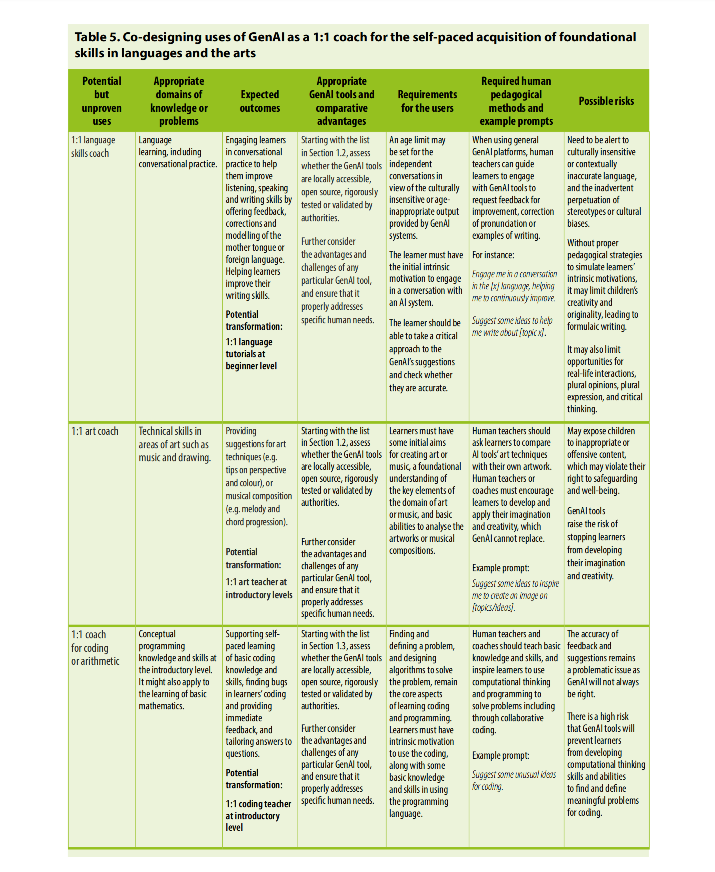 Table 5. Co-designing uses of GenAI as a 1:1 coach for the self-paced acquisition of foundational
skills in languages and the arts
Potential
but
unproven
uses
Appropriate
domains of
knowledge or
problems
Expected
outcomes
Appropriate
GenAI tools and
comparative
advantages
Requirements
for the users
Required human
pedagogical
methods and
example prompts
Possible risks
1:1 language
skills coach
Language
learning, including
conversational practice.
Engaging learners
in conversational
practice to help
them improve
listening, speaking
and writing skills by
offering feedback,
corrections and
modelling of the
mother tongue or
foreign language.
Helping learners
improve their
writing skills.
Potential
transformation:
1:1 language
tutorials at
beginner level
Starting with the list
in Section 1.2, assess
whether the GenAI tools
are locally accessible,
open source, rigorously
tested or validated by
authorities.
Further consider
the advantages and
challenges of any
particular GenAI tool,
and ensure that it
properly addresses
specific human needs.
An age limit may
be set for the
independent
conversations in
view of the culturally
insensitive or age-
inappropriate output
provided by GenAI
systems.
The learner must have
the initial intrinsic
motivation to engage
in a conversation with
an AI system.
The learner should be
able to take a critical
approach to the
GenAI's suggestions
and check whether
they are accurate.
When using general
GenAI platforms, human
teachers can guide
learners to engage
with GenAI tools to
request feedback for
improvement, correction
of pronunciation or
examples of writing.
For instance:
Engage me in a conversation
in the [x] language, helping
me to continuously improve.
Suggest some ideas to help
me write about [topic x].
Need to be alert to
culturally insensitive
or contextually
inaccurate language,
and the inadvertent
perpetuation of
stereotypes or cultural
biases.
Without proper
pedagogical strategies
to simulate learners'
intrinsic motivations,
it may limit children's
creativity and
originality, leading to
formulaic writing.
It may also limit
opportunities for
real-life interactions,
plural opinions, plural
expression, and critical
thinking.
1:1 art coach
Technical skills in
areas of art such as
music and drawing.
Providing
suggestions for art
techniques (e.g.
tips on perspective
and colour), or
musical composition
(e.g. melody and
chord progression).
Potential
transformation:
1:1 art teacher at
introductory levels
Starting with the list
in Section 1.2, assess
whether the GenAI tools
are locally accessible,
open source, rigorously
tested or validated by
authorities.
Further consider
the advantages and
challenges of any
particular GenAI tool,
and ensure that it
properly addresses
specific human needs.
Learners must have
some initial aims
for creating art or
music, a foundational
understanding of
the key elements of
the domain of art
or music, and basic
abilities to analyse the
artworks or musical
compositions.
Human teachers should
ask learners to compare
AI tools' art techniques
with their own artwork.
Human teachers or
coaches must encourage
learners to develop and
apply their imagination
and creativity, which
GenAI cannot replace.
Example prompt:
Suggest some ideas to inspire
me to create an image on
[topics/ideas].
May expose children
to inappropriate or
offensive content,
which may violate their
right to safeguarding
and well-being.
GenAI tools
raise the risk of
stopping learners
from developing
their imagination
and creativity.
1:1 coach
for coding
or arithmetic
Conceptual
programming
knowledge and skills at
the introductory level.
It might also apply to
the learning of basic
mathematics.
Supporting self-
paced learning
of basic coding
knowledge and
skills, finding bugs
in learners' coding
and providing
immediate
feedback, and
tailoring answers to
questions.
Potential
transformation:
1:1 coding teacher
at introductory
level
Starting with the list
in Section 1.3, assess
whether the GenAI tools
are locally accessible,
open source, rigorously
tested or validated by
authorities.
Further consider
the advantages and
challenges of any
particular GenAI tool,
and ensure that it
properly addresses
specific human needs.
Finding and
defining a problem,
and designing
algorithms to solve
the problem, remain
the core aspects
of learning coding
and programming.
Learners must have
intrinsic motivation
to use the coding,
along with some
basic knowledge
and skills in using
the programming
language.
Human teachers and
coaches should teach basic
knowledge and skills, and
inspire learners to use
computational thinking
and programming to
solve problems including
through collaborative
coding.
Example prompt:
Suggest some unusual ideas
for coding.
The accuracy of
feedback and
suggestions remains
a problematic issue as
GenAI will not always
be right.
There is a high risk
that GenAI tools will
prevent learners
from developing
computational thinking
skills and abilities
to find and define
meaningful problems
for coding.